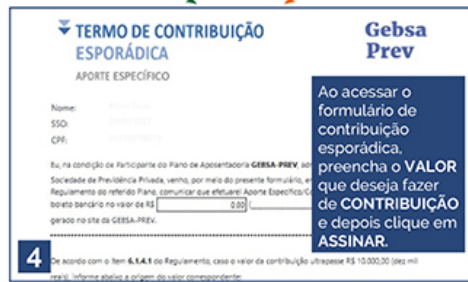 TERMO DE CONTRIBUIÇÃO
ESPORÁDICA
APORTE ESPECÍFICO
Gebsa
Prev
Nome:
SSO:
CPF:
Eu, na condição de Participante do Plano de Aposentadoria GEBSA-PREV,
Sociedade de Previdência Privada, venho, por meio do presente formulário,
Regulamento do referido Plano, comunicar que efetuarei Aporte Específico/
boleto bancário no valor de R$ 0.00 (
gerado no site da GEBSA-PREV.
Ao acessar o
formulário de
contribuição
esporádica,
preencha o VALOR
que deseja fazer
de CONTRIBUIÇÃO
e depois clique em
ASSINAR.
4
De acordo com o item 6.1.4.1 do Regulamento, caso o valor da contribuição ultrapasse R$ 10.000,00 (dez mil
reais), informe abaixo a origem do valor correspondente: